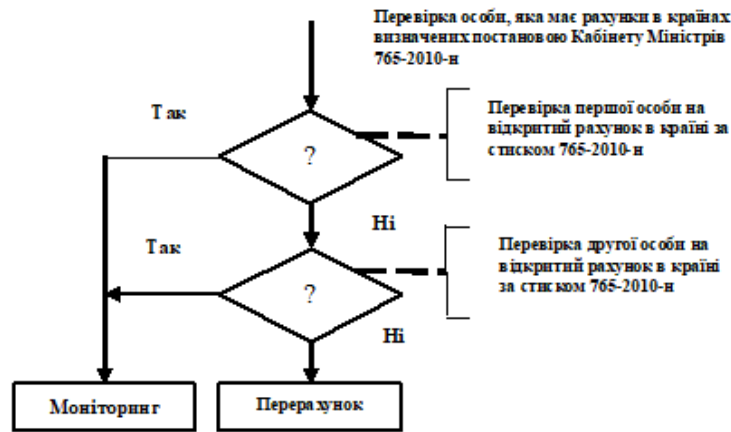 Перевірка особи, яка має рахунки в країнах
визначених постановою Кабінету Міністрів
765-2010-н
Так
Перевірка першої особи на
відкритий рахунок в країні за
стиском 765-2010-н
?
Ні
Так
Перевірка другої особи на
відкритий рахунок в країні
за стиском 765-2010-н
?
Ні
Моніторинг
Перерахунок